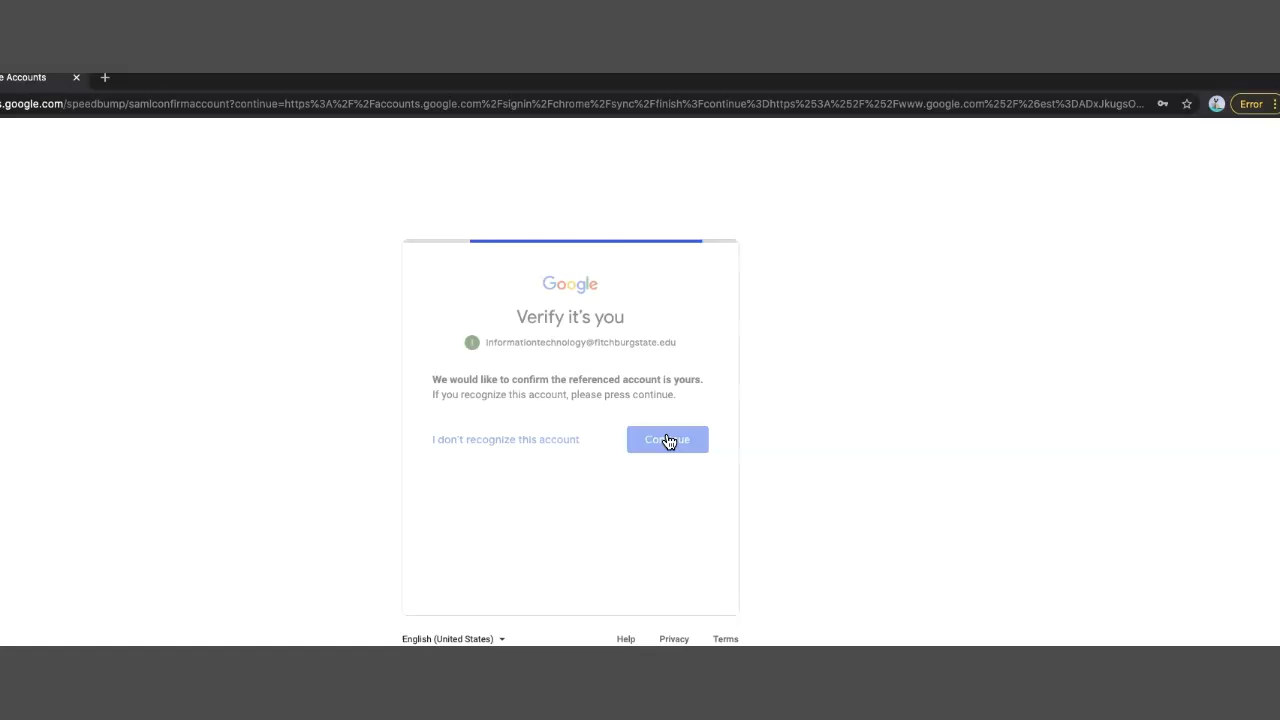 e Accounts
s.google.com/speedbump/samlconfirmaccount?continue=https%3A%2F%2Faccounts.google.com%2Fsignin%2Fchrome%2Fsync%2Ffinish%3Fcontinue%3Dhttps%253A%252F%252Fwww.google.com%252F%26est%3DADxJkugsO...
Error
Google
Verify it's you
informationtechnology@fitchburgstate.edu
We would like to confirm the referenced account is yours.
If you recognize this account, please press continue.
I don't recognize this account
Continue
English (United States)
Help Privacy Terms